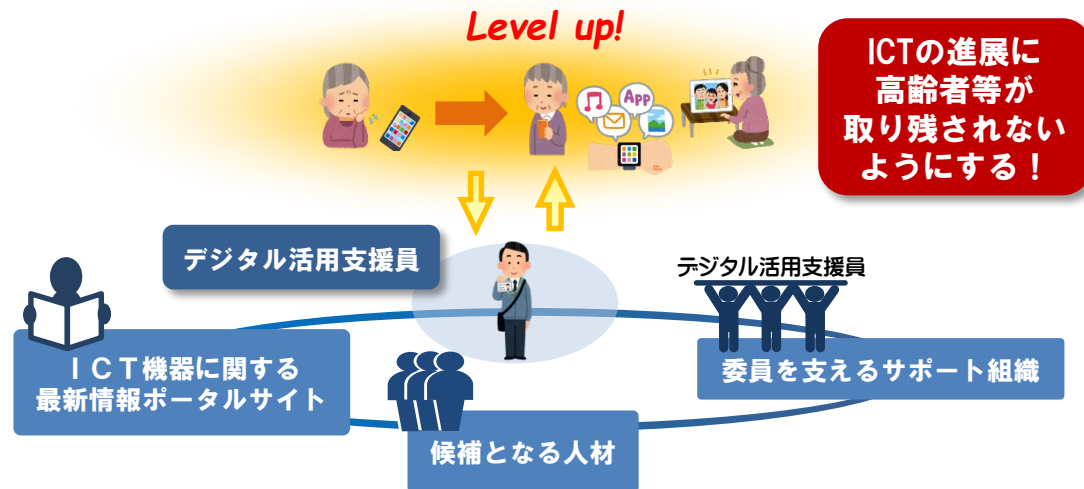 Level up!
ICTの進展に
高齢者等が
取り残されない
ようにする！
App
デジタル活用支援員
デジタル活用支援員
ＩＣＴ機器に関する
最新情報ポータルサイト
委員を支えるサポート組織
候補となる人材